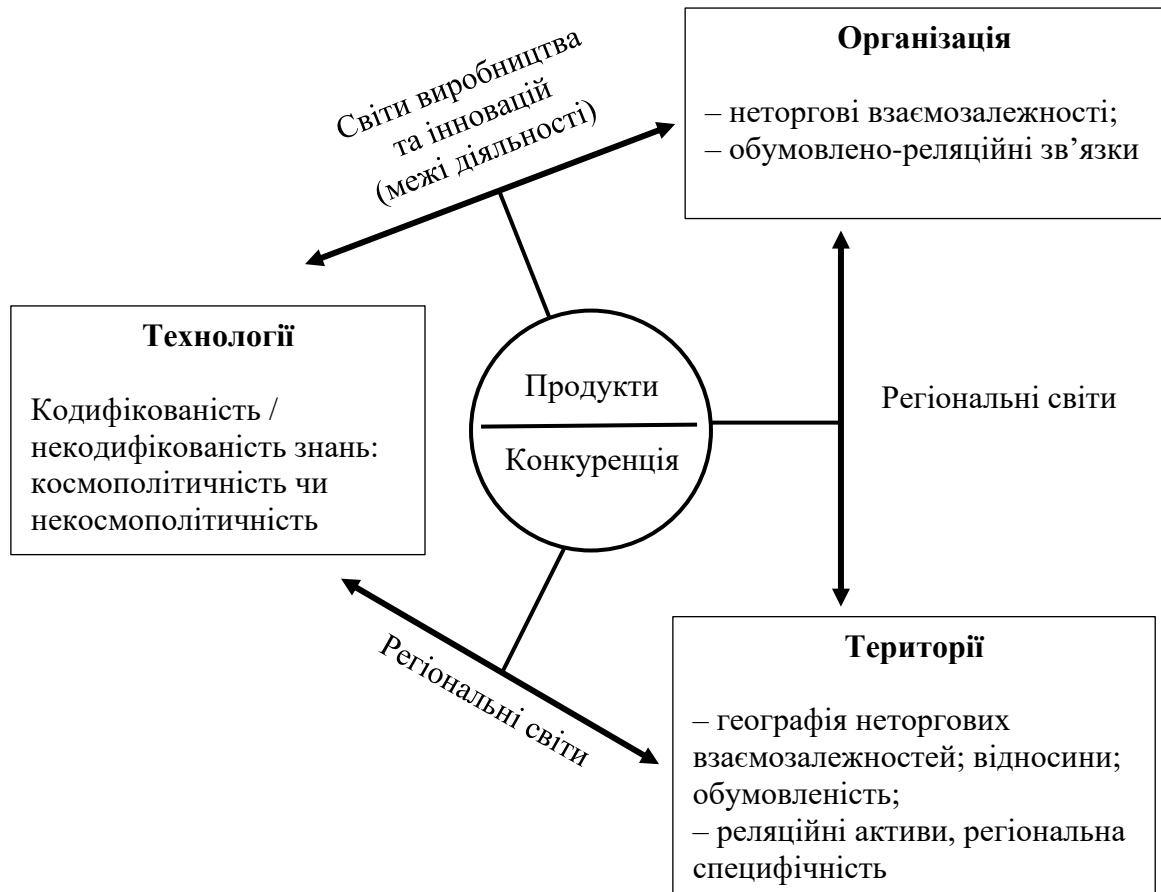 Світи виробництва
та інновацій
(межі діяльності)
Організація
– неторгові взаємозалежності;
– обумовлено-реляційні зв’язки
Технології
Кодифікованість /
некодифікованість знань:
космополітичність чи
некосмополітичність
Продукти
Конкуренція
Регіональні світи
Регіональні світи
Території
– географія неторгових
взаємозалежностей; відносини;
обумовленість;
– реляційні активи, регіональна
специфічність